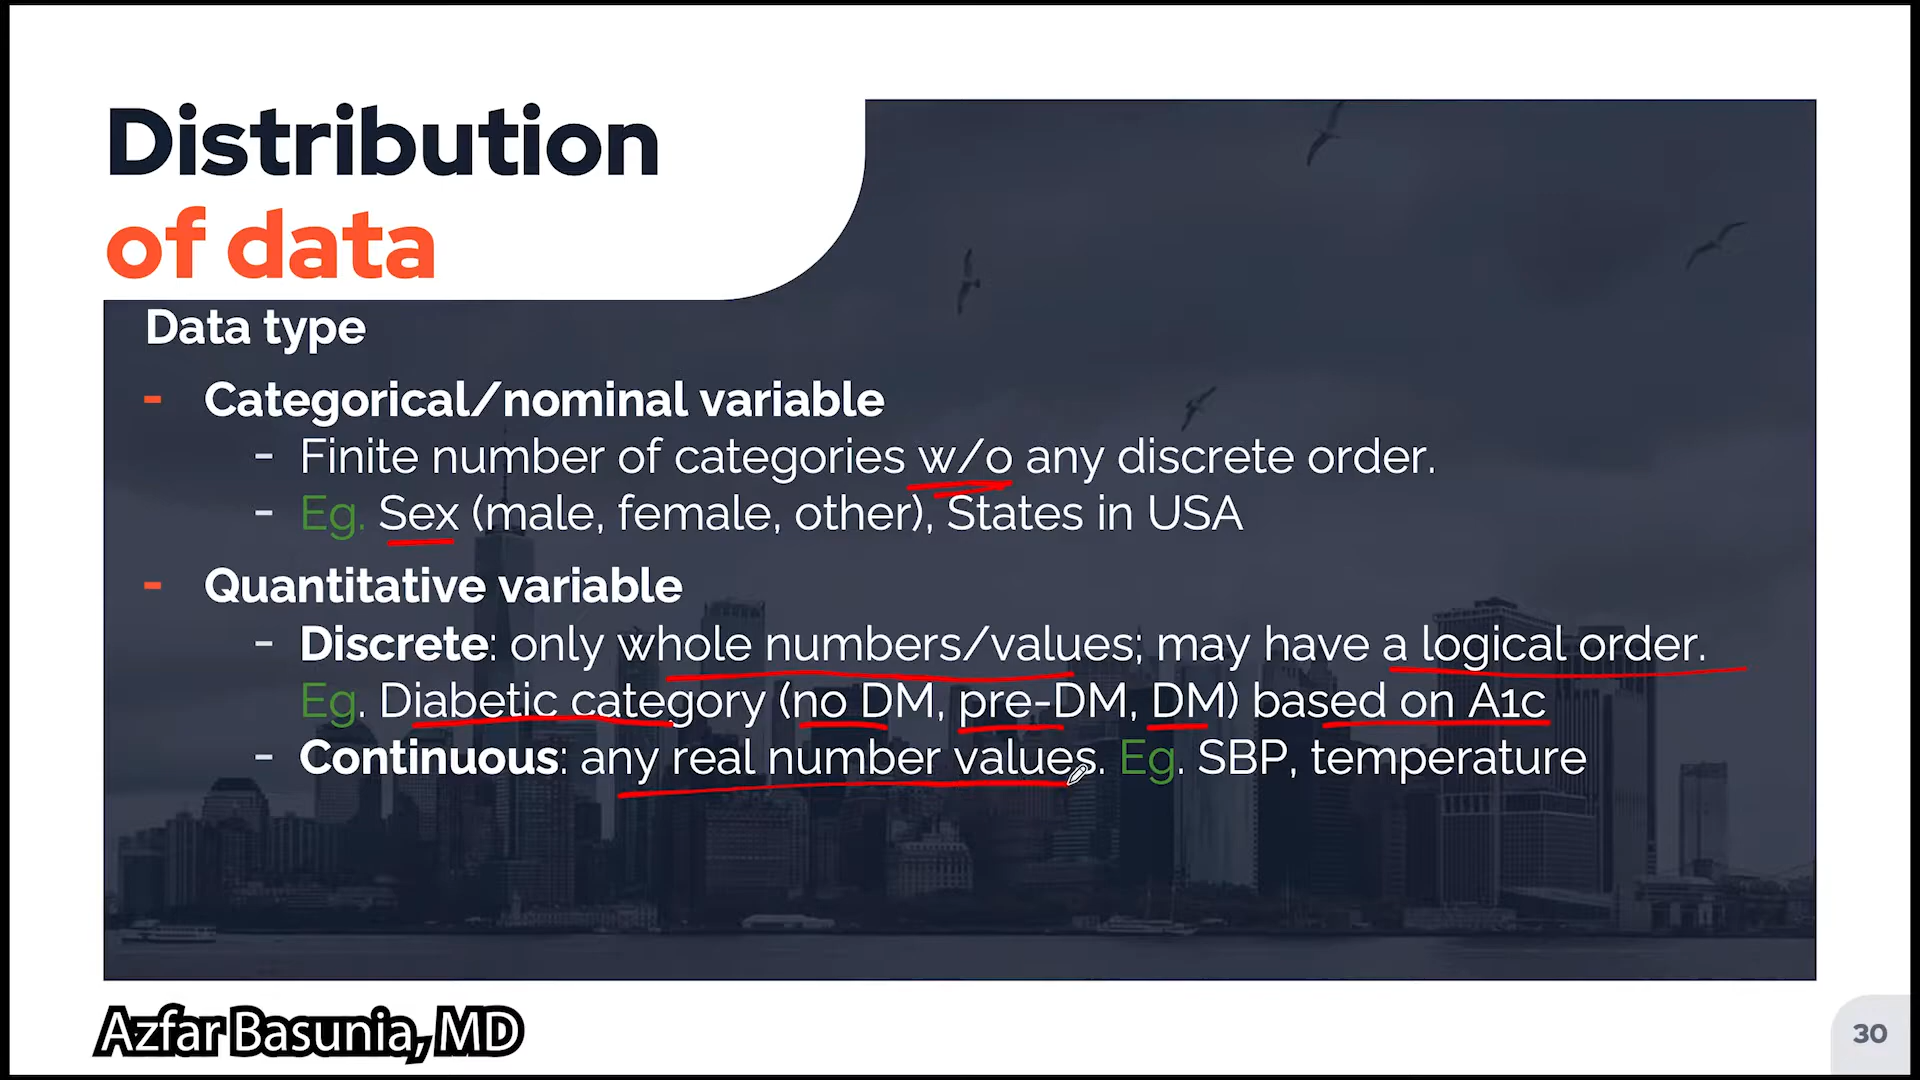 Distribution
of data
Data type
- Categorical/nominal variable
- Finite number of categories w/o any discrete order.
- Eg. Sex (male, female, other), States in USA
- Quantitative variable
- Discrete: only whole numbers/values; may have a logical order.
Eg. Diabetic category (no DM, pre-DM, DM) based on A1c
- Continuous: any real number values. Eg. SBP, temperature
Azfar Basunia, MD
30